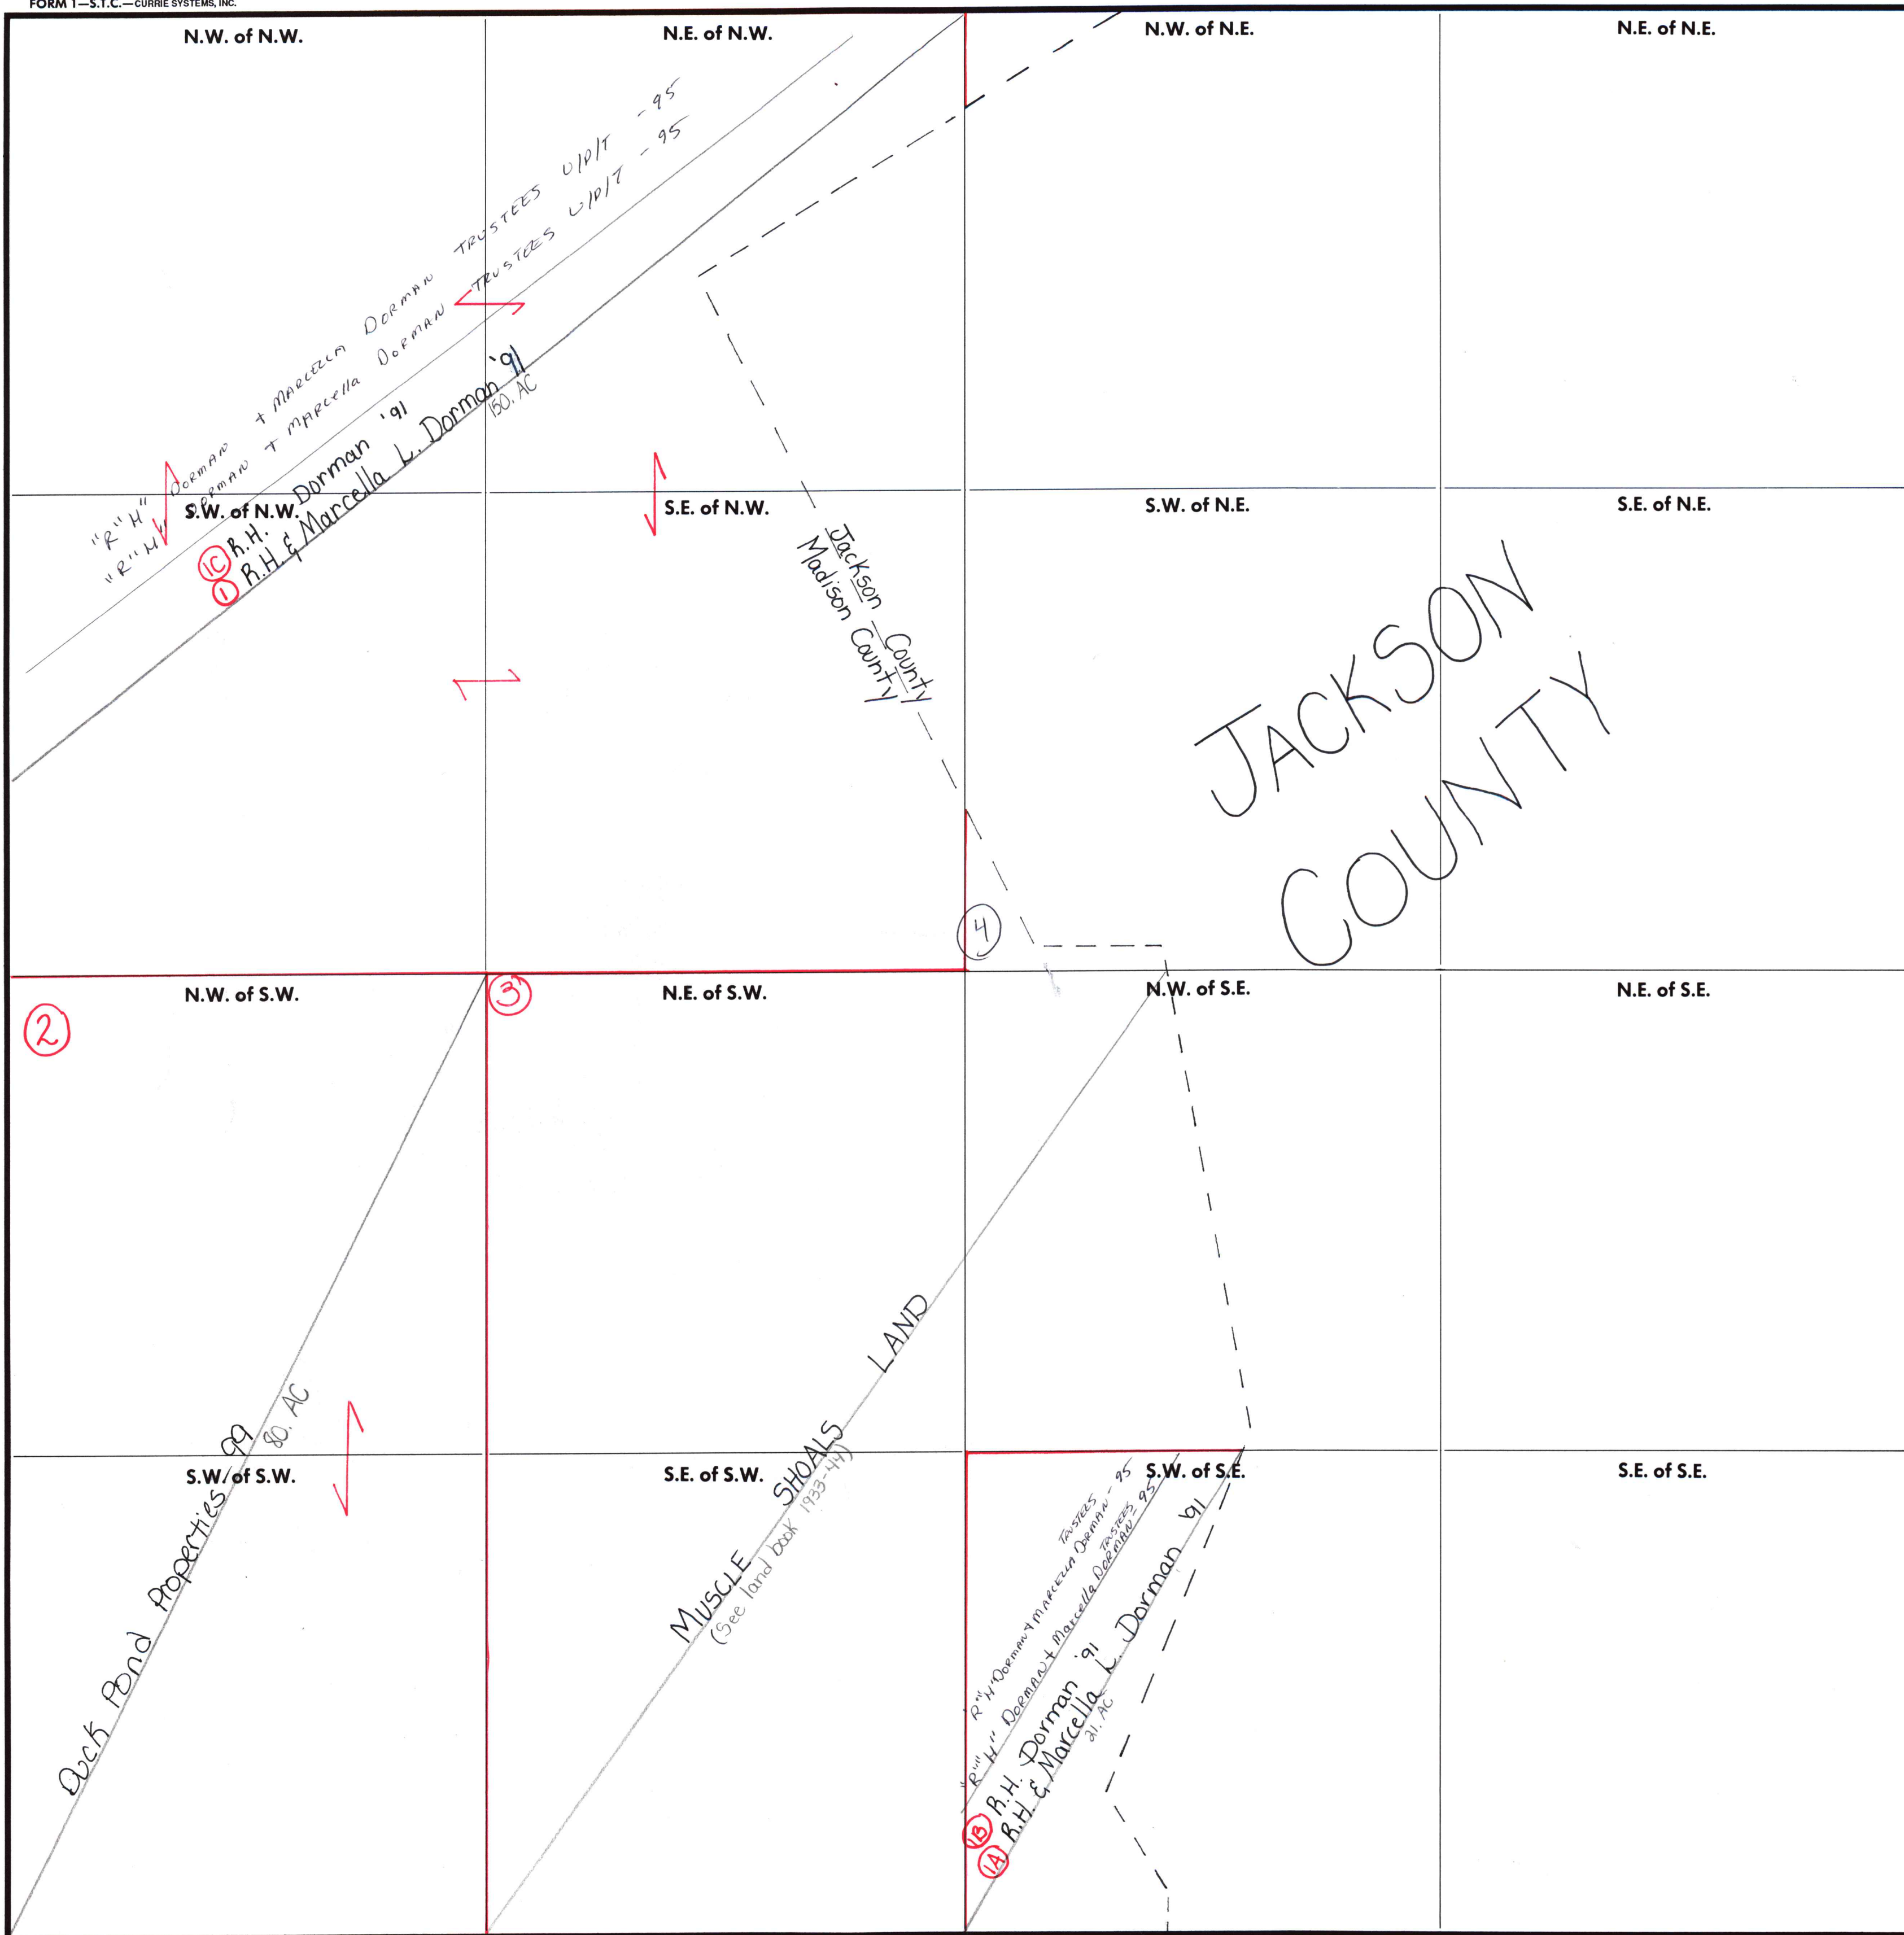 FORM 1—S.T.C.—CURRIE SYSTEMS, INC.
N.W. of N.W.
N.E. of N.W.
N.W. of N.E.
N.E. of N.E.
"R" "H" DORMAN + MARCELLA DORMAN TRUSTEES U/D/T - 95
"R" "H" DORMAN + MARCella DORMAN TRUSTEES U/D/T - 95
1C R.H. Dorman '91
1 R.H. & Marcella L. Dorman '91
150. AC
S.W. of N.W.
S.E. of N.W.
S.W. of N.E.
S.E. of N.E.
Jackson County
Madison County
JACKSON
COUNTY
4
2
N.W. of S.W.
3
N.E. of S.W.
N.W. of S.E.
N.E. of S.E.
Duck Pond Properties 99
80. AC
MUSCLE SHOALS LAND
(See land book 1933-44)
S.W. of S.W.
S.E. of S.W.
S.W. of S.E.
S.E. of S.E.
TRUSTEES
"R" "H" DORMAN + MARCELLA DORMAN - 95
TRUSTEES
"R" "H" DORMAN + Marcella DORMAN - 95
1B R.H. Dorman '91
1A R.H. & Marcella L. Dorman '91
21. AC